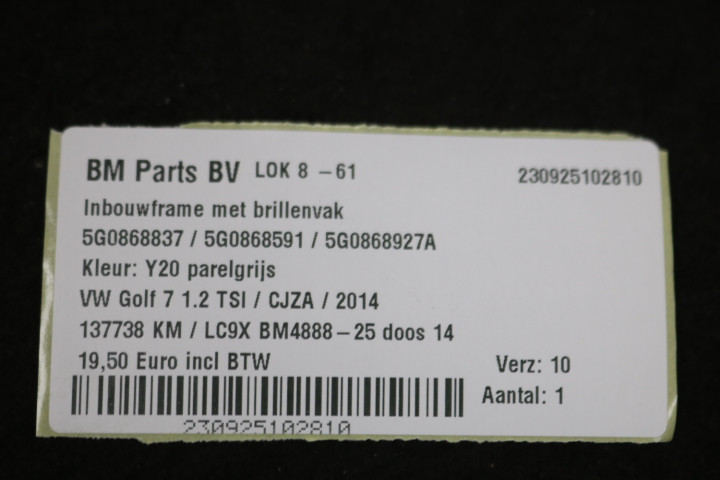 BM Parts BV LOK 8 -61 230925102810
Inbouwframe met brillenvak
5G0868837 / 5G0868591 / 5G0868927A
Kleur: Y20 parelgrijs
VW Golf 7 1.2 TSI / CJZA / 2014
137738 KM / LC9X BM4888-25 doos 14
19,50 Euro incl BTW Verz: 10
Aantal: 1
230925102810